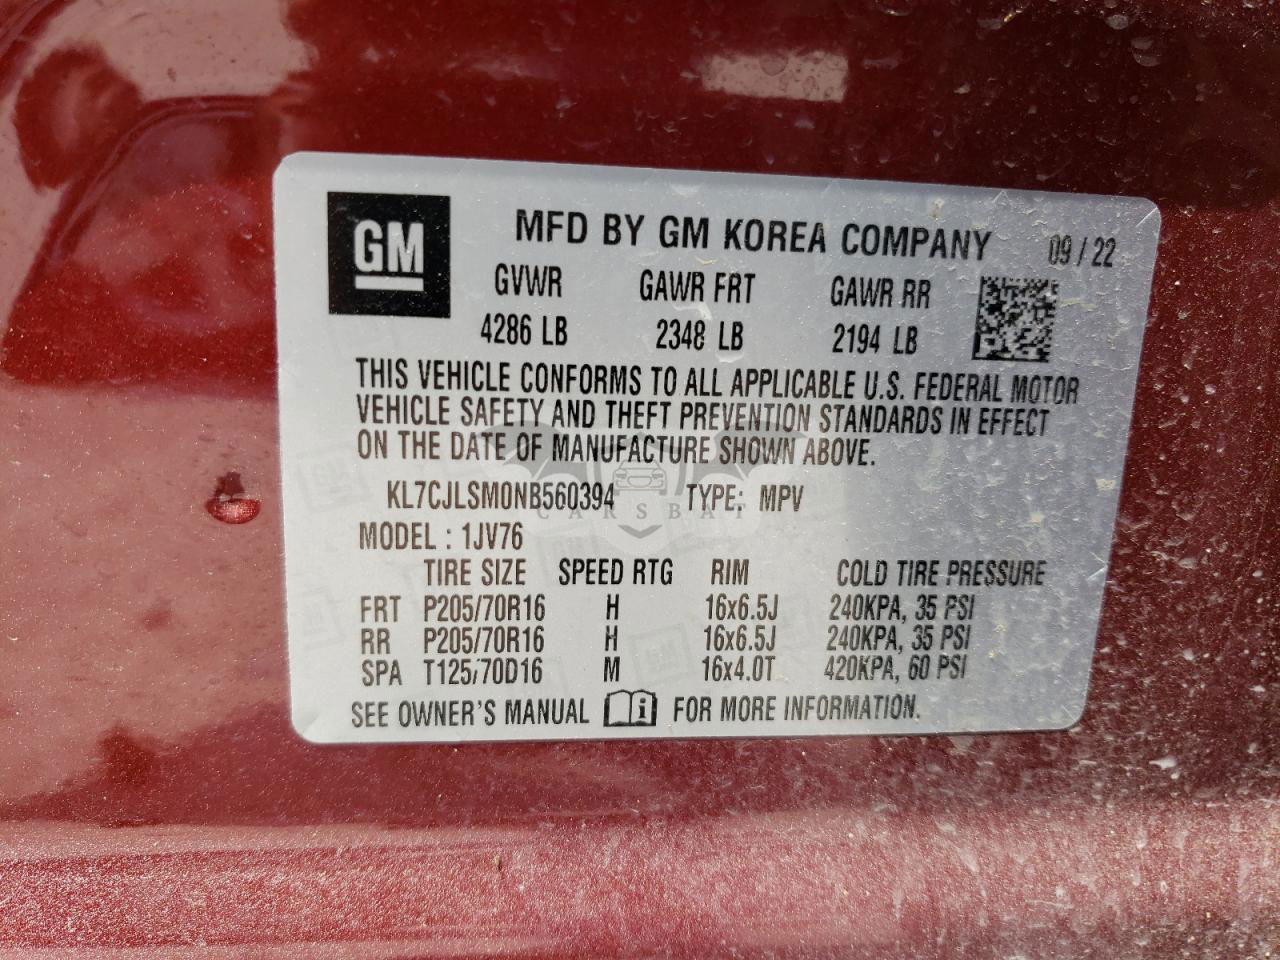 GM MFD BY GM KOREA COMPANY 09 / 22
GVWR GAWR FRT GAWR RR
4286 LB 2348 LB 2194 LB
THIS VEHICLE CONFORMS TO ALL APPLICABLE U.S. FEDERAL MOTOR
VEHICLE SAFETY AND THEFT PREVENTION STANDARDS IN EFFECT
ON THE DATE OF MANUFACTURE SHOWN ABOVE.
KL7CJLSM0NB560394 TYPE: MPV
CARSBAT
MODEL : 1JV76
TIRE SIZE SPEED RTG RIM COLD TIRE PRESSURE
FRT P205/70R16 H 16x6.5J 240KPA, 35 PSI
RR P205/70R16 H 16x6.5J 240KPA, 35 PSI
SPA T125/70D16 M 16x4.0T 420KPA, 60 PSI
SEE OWNER'S MANUAL i FOR MORE INFORMATION.